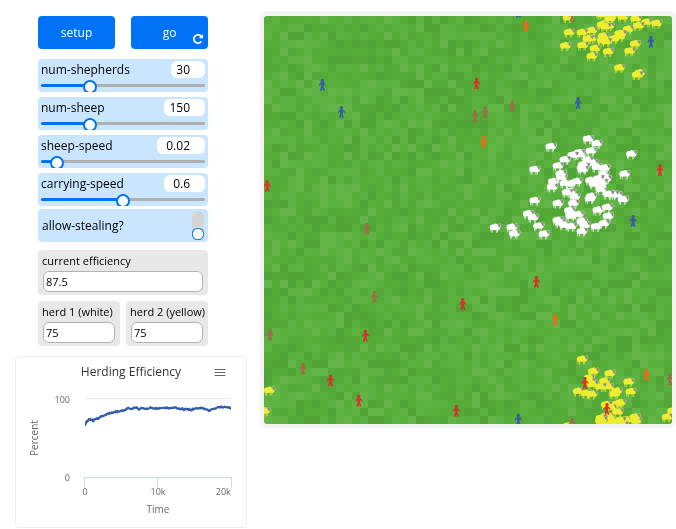 setup
go
num-shepherds 30
num-sheep 150
sheep-speed 0.02
carrying-speed 0.6
allow-stealing?
current efficiency
87.5
herd 1 (white) herd 2 (yellow)
75 75
Herding Efficiency
100
Percent
0
0 10k 20k
Time